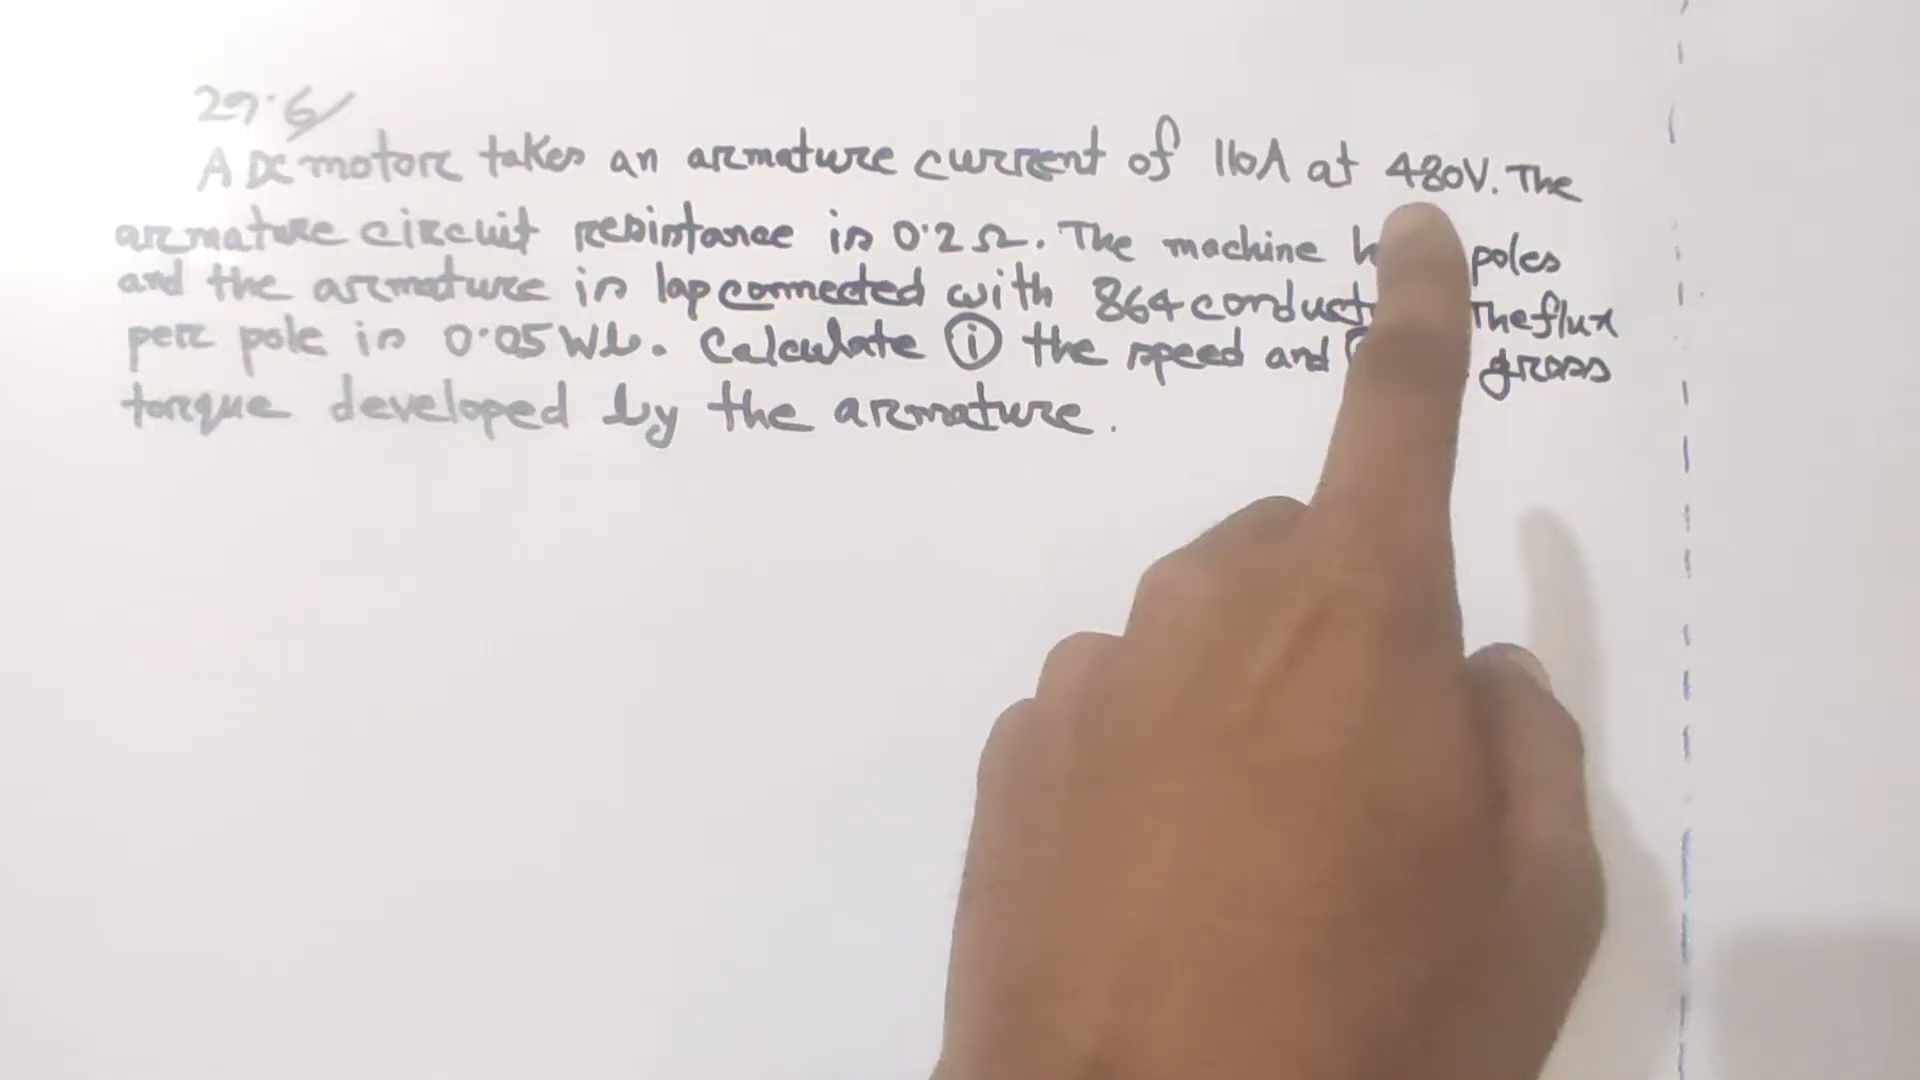 29.6
A DC motor takes an armature current of 110A at 480V. The
armature circuit resistance is 0.2 Ω. The machine poles
and the armature is lap connected with 864 The flux
per pole is 0.05 Wb. Calculate (i) the speed and gross
torque developed by the armature.